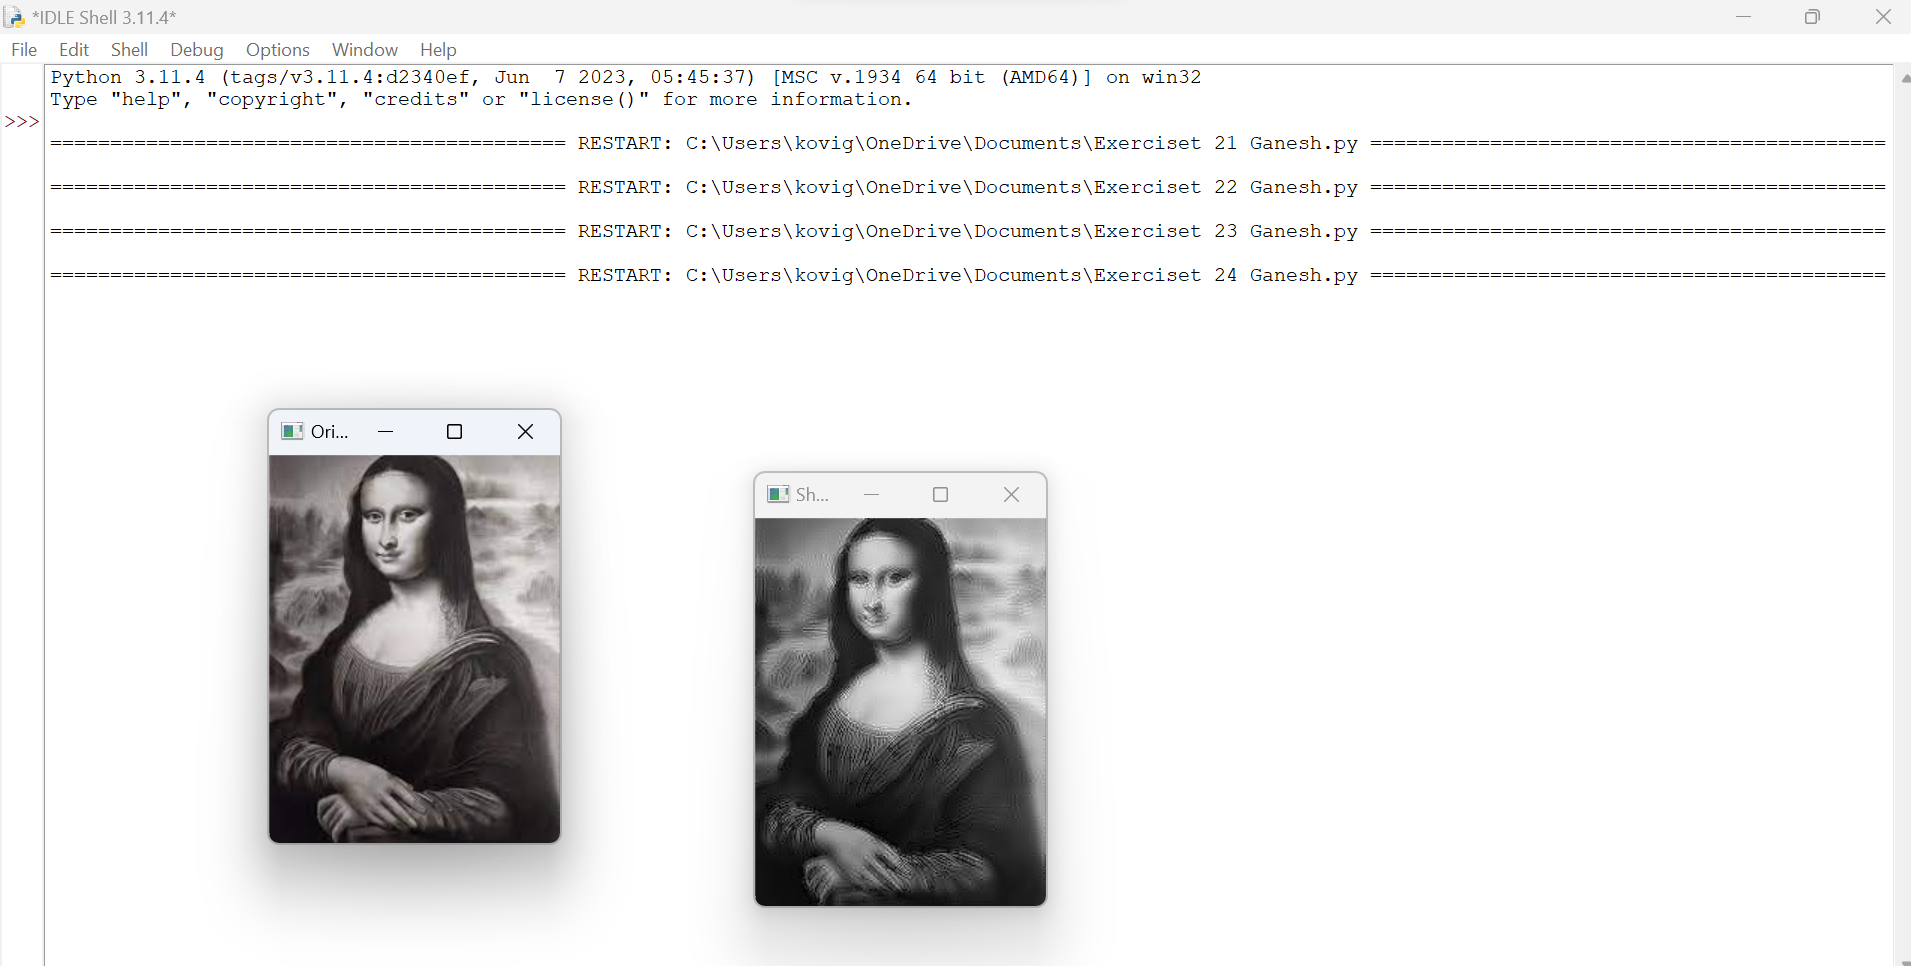 *IDLE Shell 3.11.4*
File Edit Shell Debug Options Window Help
Python 3.11.4 (tags/v3.11.4:d2340ef, Jun  7 2023, 05:45:37) [MSC v.1934 64 bit (AMD64)] on win32
Type "help", "copyright", "credits" or "license()" for more information.
>>>
=========================================== RESTART: C:\Users\kovig\OneDrive\Documents\Exerciset 21 Ganesh.py ===========================================
=========================================== RESTART: C:\Users\kovig\OneDrive\Documents\Exerciset 22 Ganesh.py ===========================================
=========================================== RESTART: C:\Users\kovig\OneDrive\Documents\Exerciset 23 Ganesh.py ===========================================
=========================================== RESTART: C:\Users\kovig\OneDrive\Documents\Exerciset 24 Ganesh.py ===========================================
Ori...
Sh...